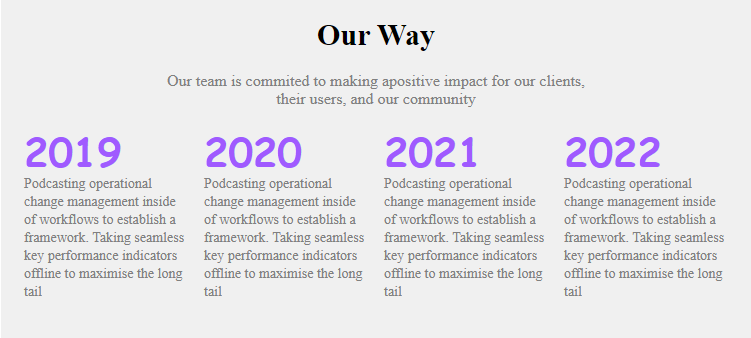 Our Way
Our team is commited to making apositive impact for our clients,
their users, and our community
2019
Podcasting operational
change management inside
of workflows to establish a
framework. Taking seamless
key performance indicators
offline to maximise the long
tail
2020
Podcasting operational
change management inside
of workflows to establish a
framework. Taking seamless
key performance indicators
offline to maximise the long
tail
2021
Podcasting operational
change management inside
of workflows to establish a
framework. Taking seamless
key performance indicators
offline to maximise the long
tail
2022
Podcasting operational
change management inside
of workflows to establish a
framework. Taking seamless
key performance indicators
offline to maximise the long
tail